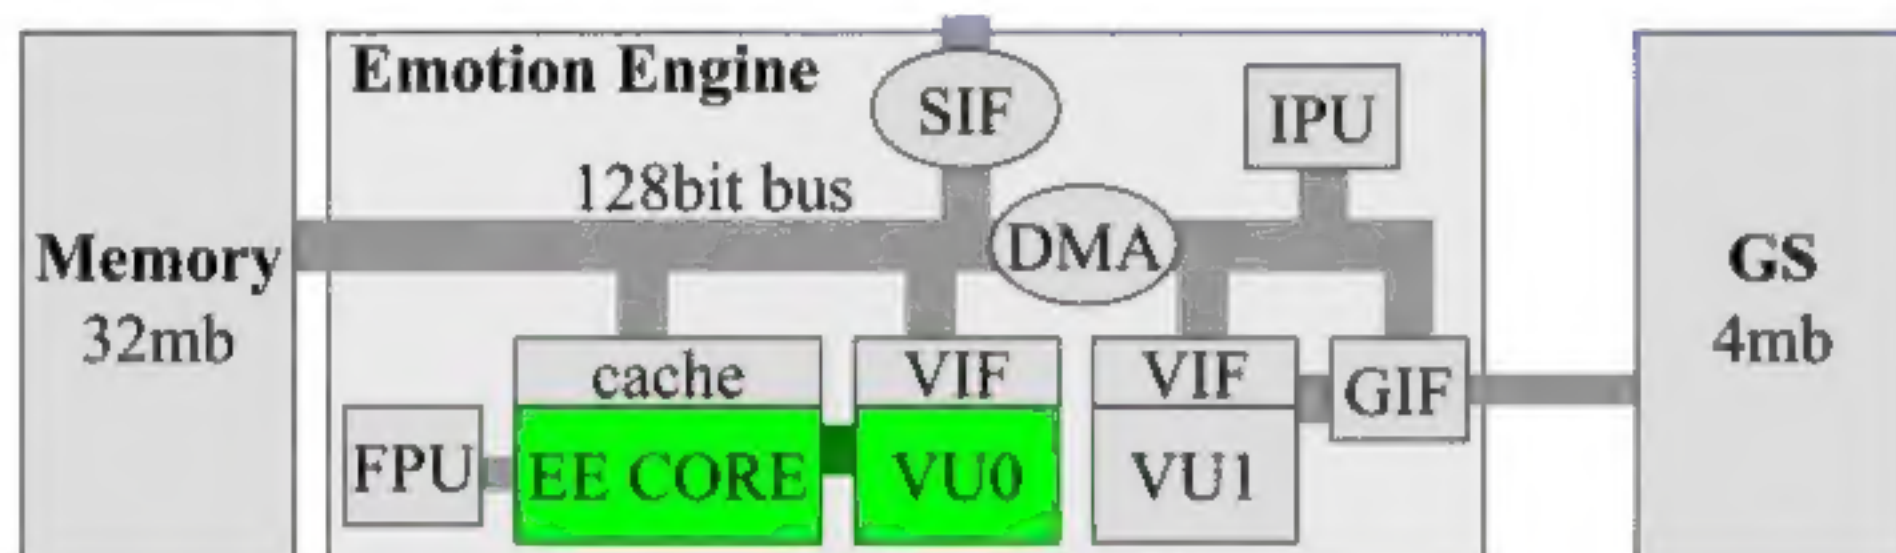 Emotion Engine
SIF
IPU
128bit bus
DMA
Memory
32mb
GS
4mb
cache
VIF
VIF
GIF
FPU
EE CORE
VU0
VU1